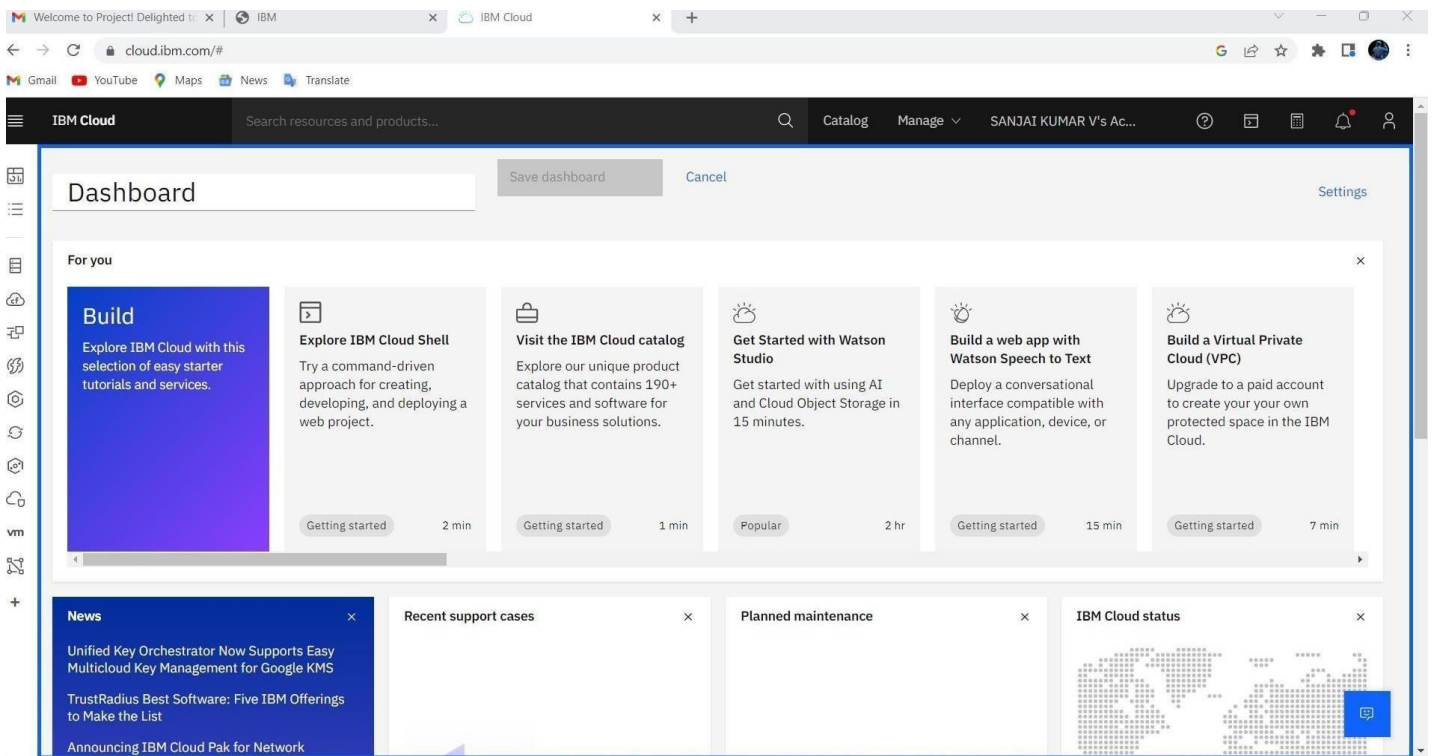 Welcome to Project! Delighted to
IBM
IBM Cloud
cloud.ibm.com/#
Gmail
YouTube
Maps
News
Translate
IBM Cloud
Search resources and products...
Catalog
Manage
SANJAI KUMAR V's Ac...
Dashboard
Save dashboard
Cancel
Settings
For you
Build
Explore IBM Cloud with this
selection of easy starter
tutorials and services.
Explore IBM Cloud Shell
Try a command-driven
approach for creating,
developing, and deploying a
web project.
Getting started
2 min
Visit the IBM Cloud catalog
Explore our unique product
catalog that contains 190+
services and software for
your business solutions.
Getting started
1 min
Get Started with Watson
Studio
Get started with using AI
and Cloud Object Storage in
15 minutes.
Popular
2 hr
Build a web app with
Watson Speech to Text
Deploy a conversational
interface compatible with
any application, device, or
channel.
Getting started
15 min
Build a Virtual Private
Cloud (VPC)
Upgrade to a paid account
to create your your own
protected space in the IBM
Cloud.
Getting started
7 min
vm
News
Unified Key Orchestrator Now Supports Easy
Multicloud Key Management for Google KMS
TrustRadius Best Software: Five IBM Offerings
to Make the List
Announcing IBM Cloud Pak for Network
Recent support cases
Planned maintenance
IBM Cloud status